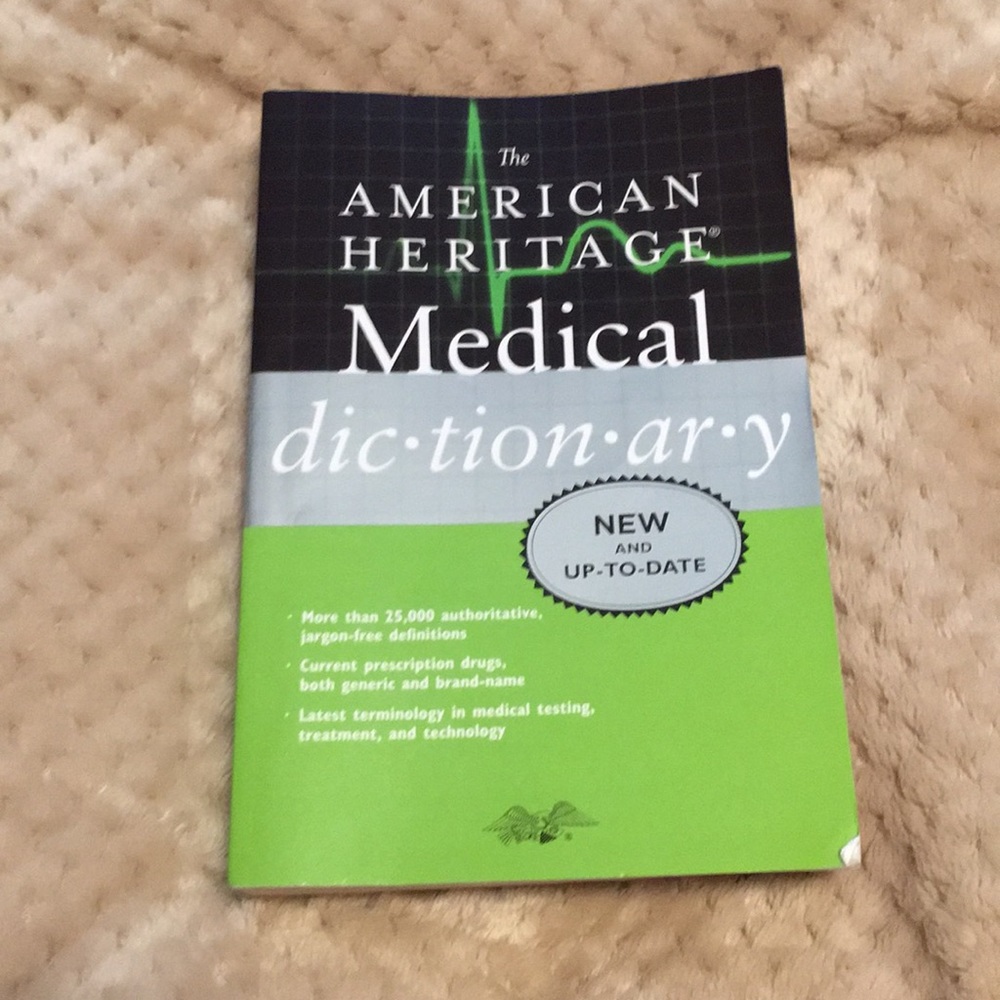 The
AMERICAN
HERITAGE®
Medical
dic·tion·ar·y
NEW
AND
UP-TO-DATE
· More than 25,000 authoritative,
jargon-free definitions
· Current prescription drugs,
both generic and brand-name
· Latest terminology in medical testing,
treatment, and technology
®